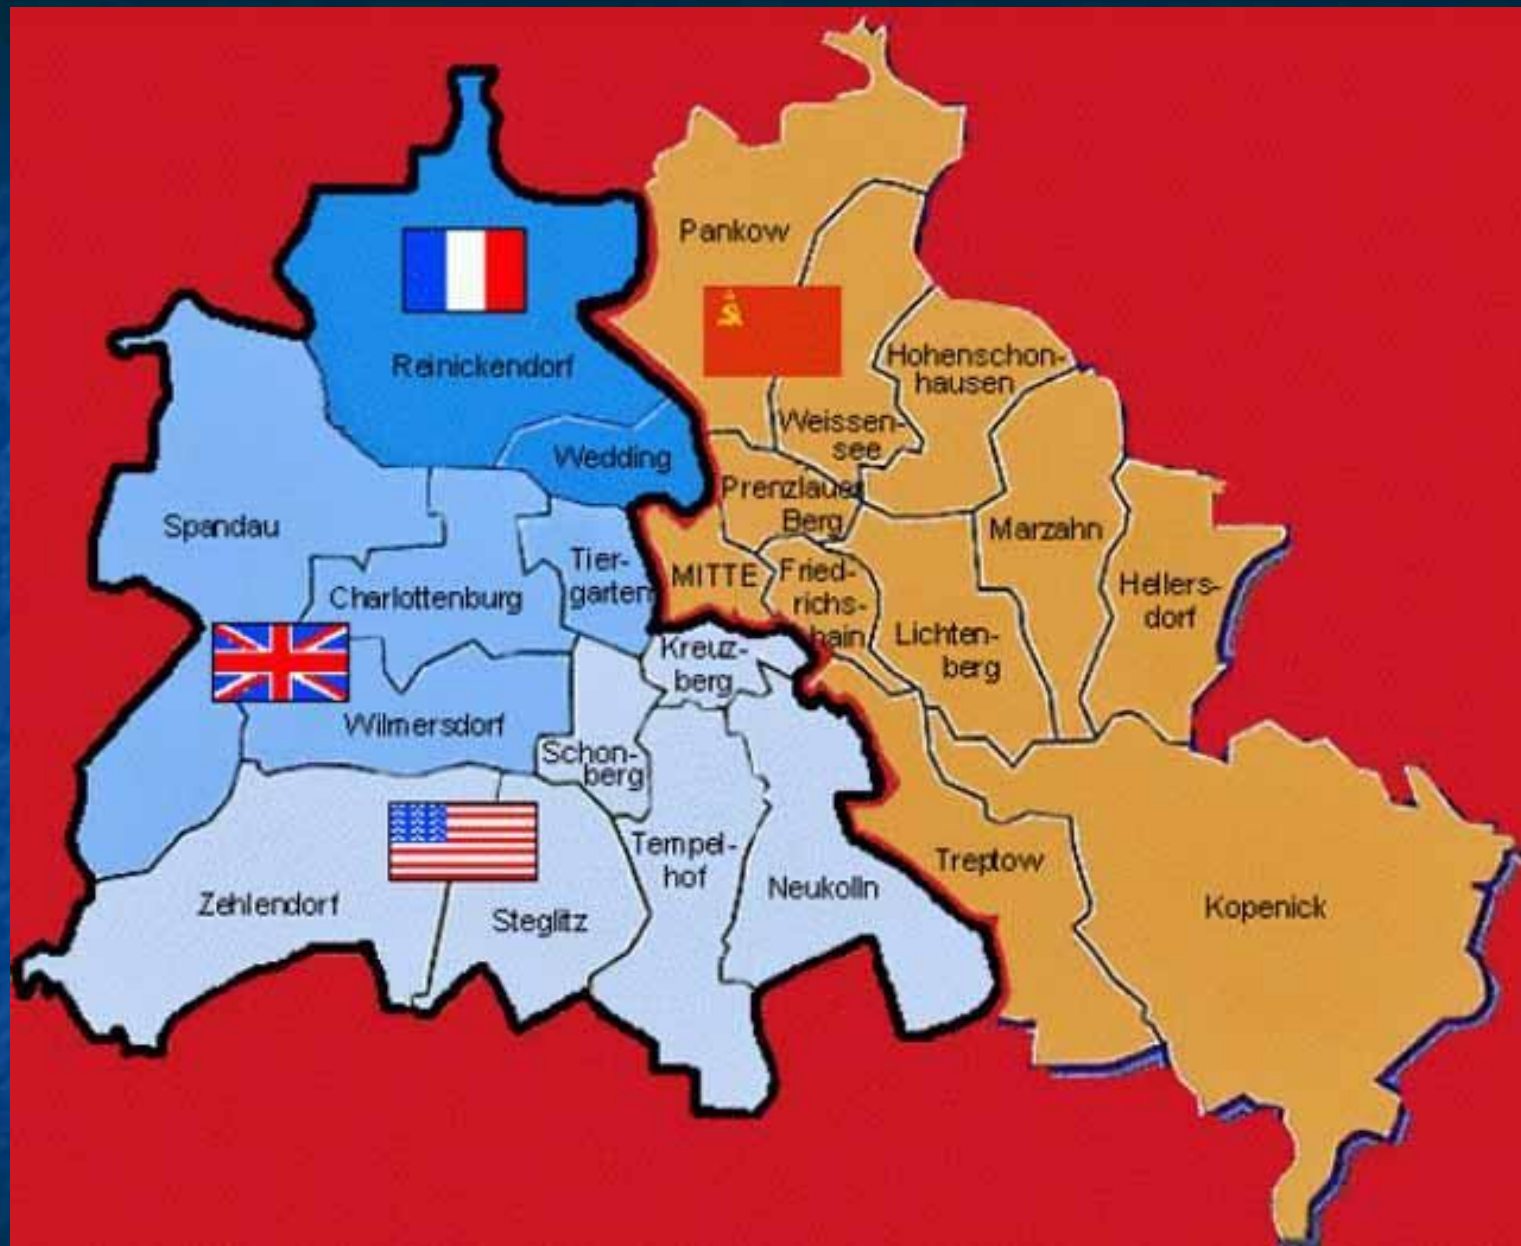 Pankow
Reinickendorf
Hohenschon-
hausen
Weissen-
see
Wedding
Prenzlauer
Berg
Spandau
Marzahn
Tier-
garten
MITTE
Fried-
richs-
hain
Hellers-
dorf
Charlottenburg
Lichten-
berg
Kreuz-
berg
Wilmersdorf
Schon-
berg
Tempel-
hof
Treptow
Neukolln
Zehlendorf
Steglitz
Kopenick